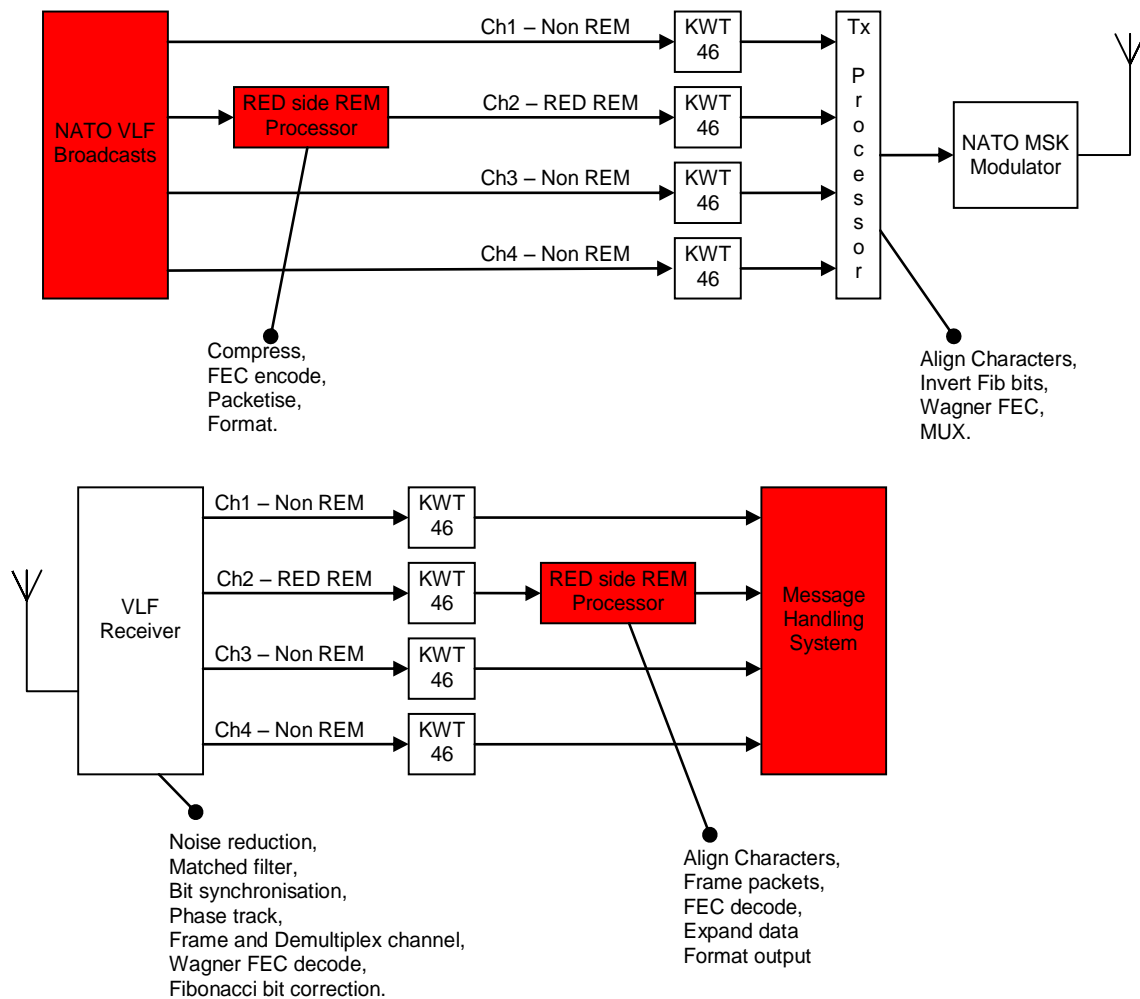 Ch1 – Non REM
KWT
46
Tx
P
r
o
c
e
s
s
o
r
NATO VLF
Broadcasts
RED side REM
Processor
Ch2 – RED REM
KWT
46
NATO MSK
Modulator
Ch3 – Non REM
KWT
46
Ch4 – Non REM
KWT
46
Compress,
FEC encode,
Packetise,
Format.
Align Characters,
Invert Fib bits,
Wagner FEC,
MUX.
VLF
Receiver
Ch1 – Non REM
KWT
46
Ch2 – RED REM
KWT
46
RED side REM
Processor
Message
Handling
System
Ch3 – Non REM
KWT
46
Ch4 – Non REM
KWT
46
Noise reduction,
Matched filter,
Bit synchronisation,
Phase track,
Frame and Demultiplex channel,
Wagner FEC decode,
Fibonacci bit correction.
Align Characters,
Frame packets,
FEC decode,
Expand data
Format output